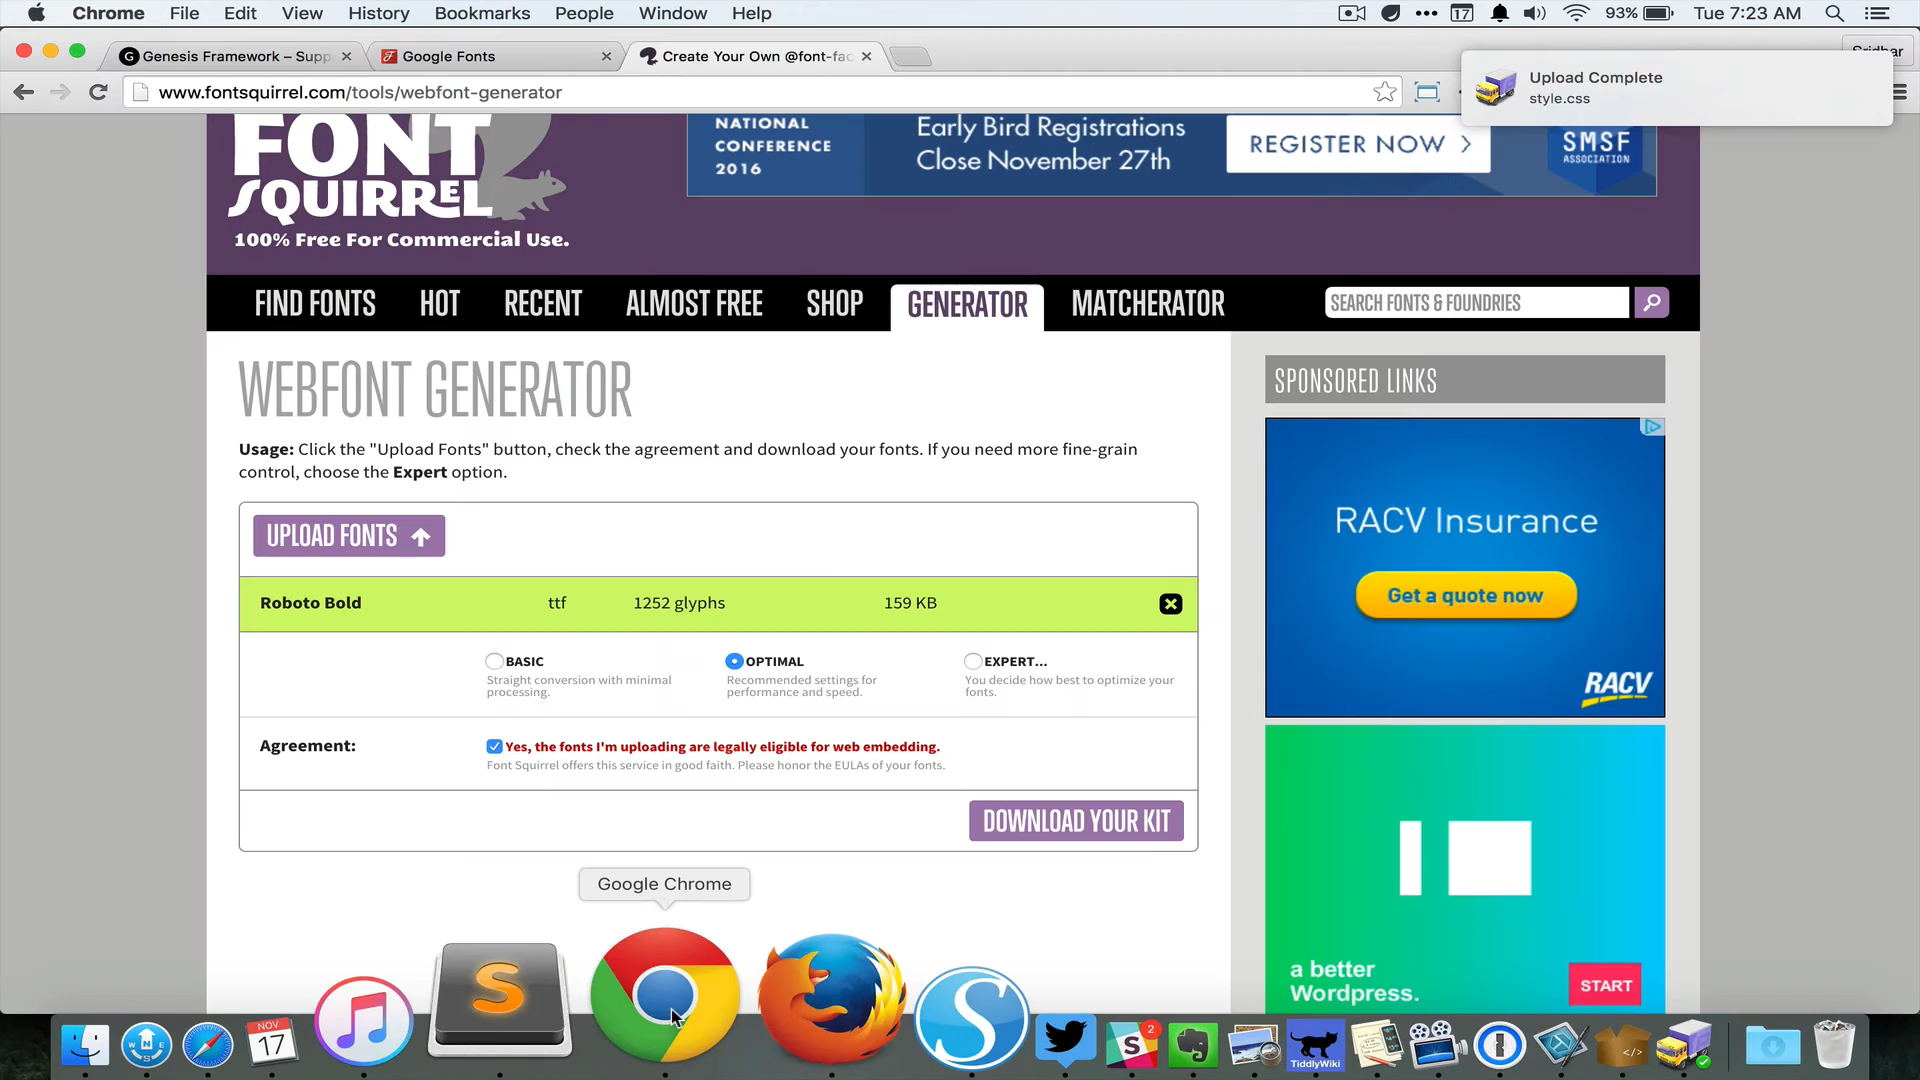 Chrome File Edit View History Bookmarks People Window Help
17 93% Tue 7:23 AM
Genesis Framework – Supp
Google Fonts
Create Your Own @font-fac
Sridhar
www.fontsquirrel.com/tools/webfont-generator
Upload Complete
style.css
FONT
SQUIRREL
100% Free For Commercial Use.
NATIONAL
CONFERENCE
2016
Early Bird Registrations
Close November 27th
REGISTER NOW
SMSF
ASSOCIATION
FIND FONTS HOT RECENT ALMOST FREE SHOP GENERATOR MATCHERATOR
SEARCH FONTS & FOUNDRIES
WEBFONT GENERATOR
Usage: Click the "Upload Fonts" button, check the agreement and download your fonts. If you need more fine-grain
control, choose the Expert option.
UPLOAD FONTS
Roboto Bold ttf 1252 glyphs 159 KB
BASIC
Straight conversion with minimal
processing.
OPTIMAL
Recommended settings for
performance and speed.
EXPERT...
You decide how best to optimize your
fonts.
Agreement:
Yes, the fonts I'm uploading are legally eligible for web embedding.
Font Squirrel offers this service in good faith. Please honor the EULAs of your fonts.
DOWNLOAD YOUR KIT
SPONSORED LINKS
RACV Insurance
Get a quote now
RACV
a better
Wordpress.
START
Google Chrome
NOV
17
S
S
S
2
TiddlyWiki